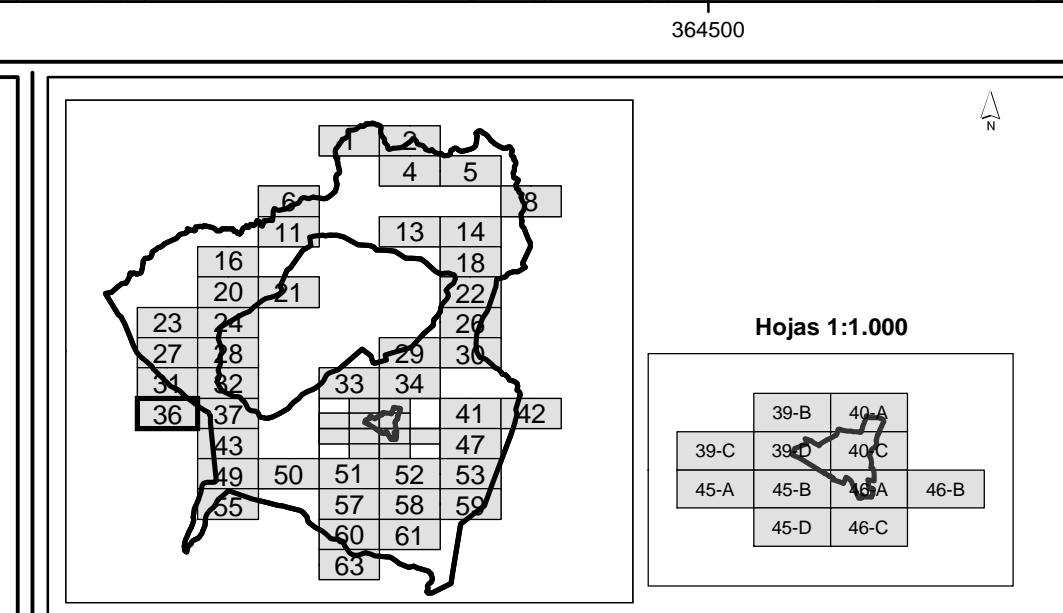 364500
N
1 2
4 5
6 8
11 13 14
16 18
20 21 22
23 24 26
27 28 29 30
31 32 33 34
36 37 41 42
43 47
49 50 51 52 53
55 57 58 59
60 61
63
Hojas 1:1.000
39-B 40-A
39-C 39-D 40-C
45-A 45-B 46-A 46-B
45-D 46-C